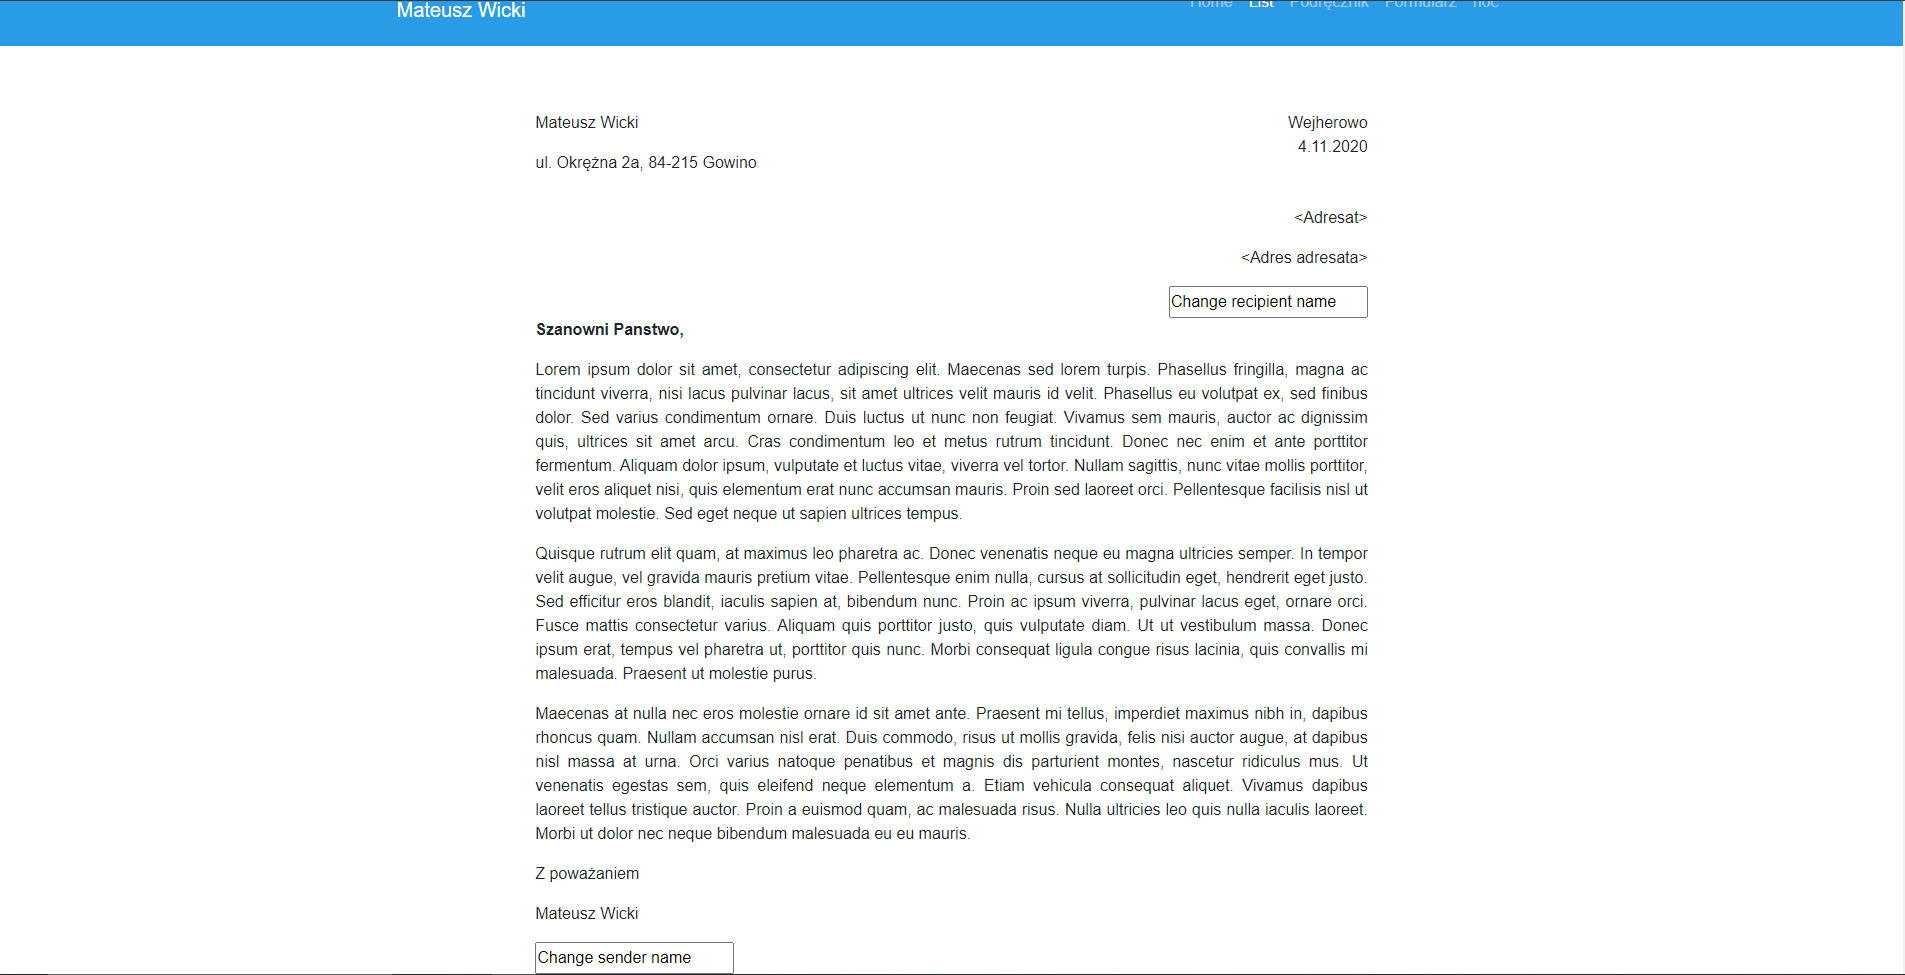 Mateusz Wicki
Home List Podręcznik Formularz noc
Mateusz Wicki
ul. Okrężna 2a, 84-215 Gowino
Wejherowo
4.11.2020
<Adresat>
<Adres adresata>
Change recipient name
Szanowni Panstwo,
Lorem ipsum dolor sit amet, consectetur adipiscing elit. Maecenas sed lorem turpis. Phasellus fringilla, magna ac
tincidunt viverra, nisi lacus pulvinar lacus, sit amet ultrices velit mauris id velit. Phasellus eu volutpat ex, sed finibus
dolor. Sed varius condimentum ornare. Duis luctus ut nunc non feugiat. Vivamus sem mauris, auctor ac dignissim
quis, ultrices sit amet arcu. Cras condimentum leo et metus rutrum tincidunt. Donec nec enim et ante porttitor
fermentum. Aliquam dolor ipsum, vulputate et luctus vitae, viverra vel tortor. Nullam sagittis, nunc vitae mollis porttitor,
velit eros aliquet nisi, quis elementum erat nunc accumsan mauris. Proin sed laoreet orci. Pellentesque facilisis nisl ut
volutpat molestie. Sed eget neque ut sapien ultrices tempus.
Quisque rutrum elit quam, at maximus leo pharetra ac. Donec venenatis neque eu magna ultricies semper. In tempor
velit augue, vel gravida mauris pretium vitae. Pellentesque enim nulla, cursus at sollicitudin eget, hendrerit eget justo.
Sed efficitur eros blandit, iaculis sapien at, bibendum nunc. Proin ac ipsum viverra, pulvinar lacus eget, ornare orci.
Fusce mattis consectetur varius. Aliquam quis porttitor justo, quis vulputate diam. Ut ut vestibulum massa. Donec
ipsum erat, tempus vel pharetra ut, porttitor quis nunc. Morbi consequat ligula congue risus lacinia, quis convallis mi
malesuada. Praesent ut molestie purus.
Maecenas at nulla nec eros molestie ornare id sit amet ante. Praesent mi tellus, imperdiet maximus nibh in, dapibus
rhoncus quam. Nullam accumsan nisl erat. Duis commodo, risus ut mollis gravida, felis nisi auctor augue, at dapibus
nisl massa at urna. Orci varius natoque penatibus et magnis dis parturient montes, nascetur ridiculus mus. Ut
venenatis egestas sem, quis eleifend neque elementum a. Etiam vehicula consequat aliquet. Vivamus dapibus
laoreet tellus tristique auctor. Proin a euismod quam, ac malesuada risus. Nulla ultricies leo quis nulla iaculis laoreet.
Morbi ut dolor nec neque bibendum malesuada eu eu mauris.
Z poważaniem
Mateusz Wicki
Change sender name